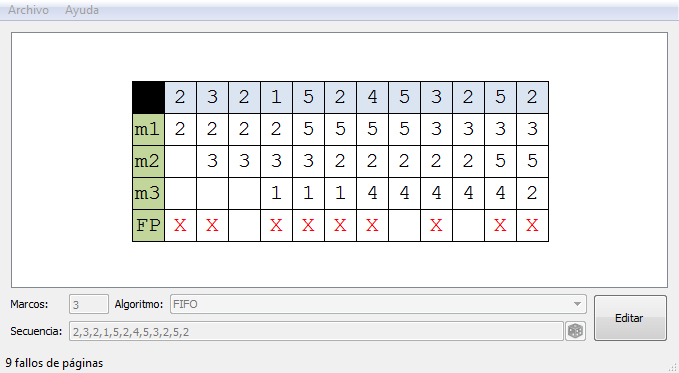 Archivo Ayuda
2 3 2 1 5 2 4 5 3 2 5 2
m1 2 2 2 2 5 5 5 5 3 3 3 3
m2 3 3 3 3 2 2 2 2 2 5 5
m3 1 1 1 4 4 4 4 4 2
FP X X X X X X X X X
Marcos: 3 Algoritmo: FIFO Editar
Secuencia: 2,3,2,1,5,2,4,5,3,2,5,2
9 fallos de páginas